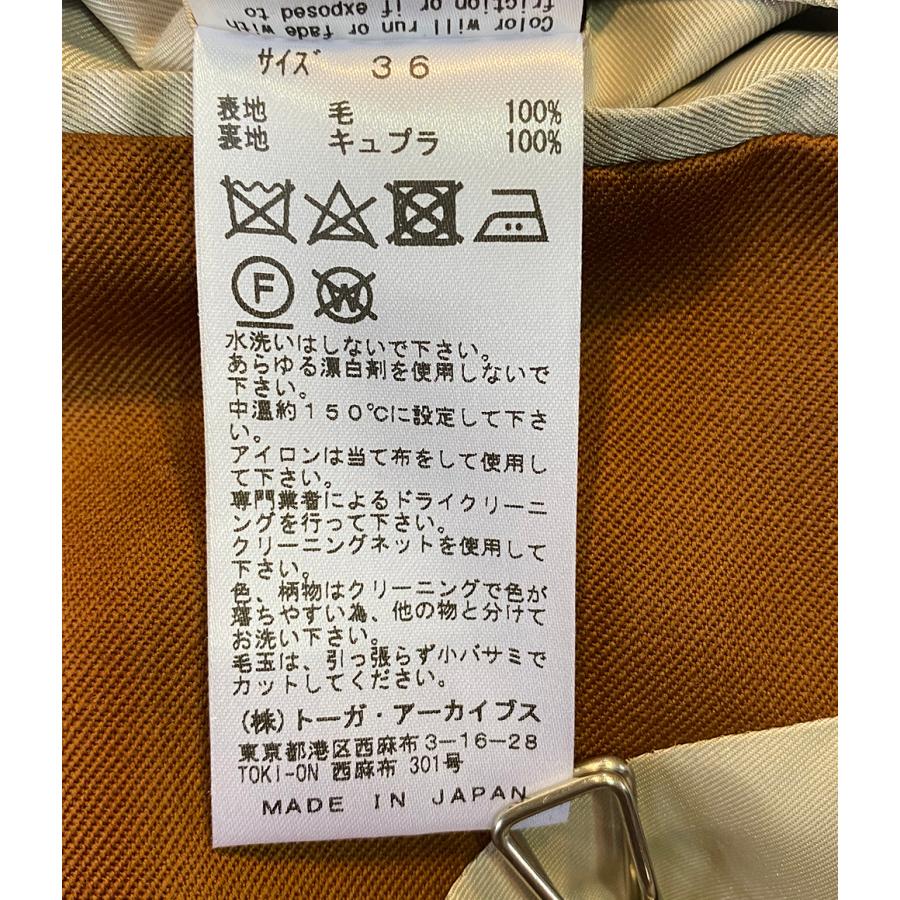 friction or if exposed to
Color will run or fade with
サイズ 36
表地 毛 100%
裏地 キュプラ 100%
F W
水洗いはしないで下さい。
あらゆる漂白剤を使用しないで
下さい。
中温約150℃に設定して下さ
い。
アイロンは当て布をして使用し
て下さい。
専門業者によるドライクリーニ
ングを行って下さい。
クリーニングネットを使用して
下さい。
色、柄物はクリーニングで色が
落ちやすい為、他の物と分けて
お洗い下さい。
毛玉は、引っ張らず小バサミで
カットしてください。
(株)トーガ・アーカイブス
東京都港区西麻布3-16-28
TOKI-ON 西麻布 301号
MADE IN JAPAN